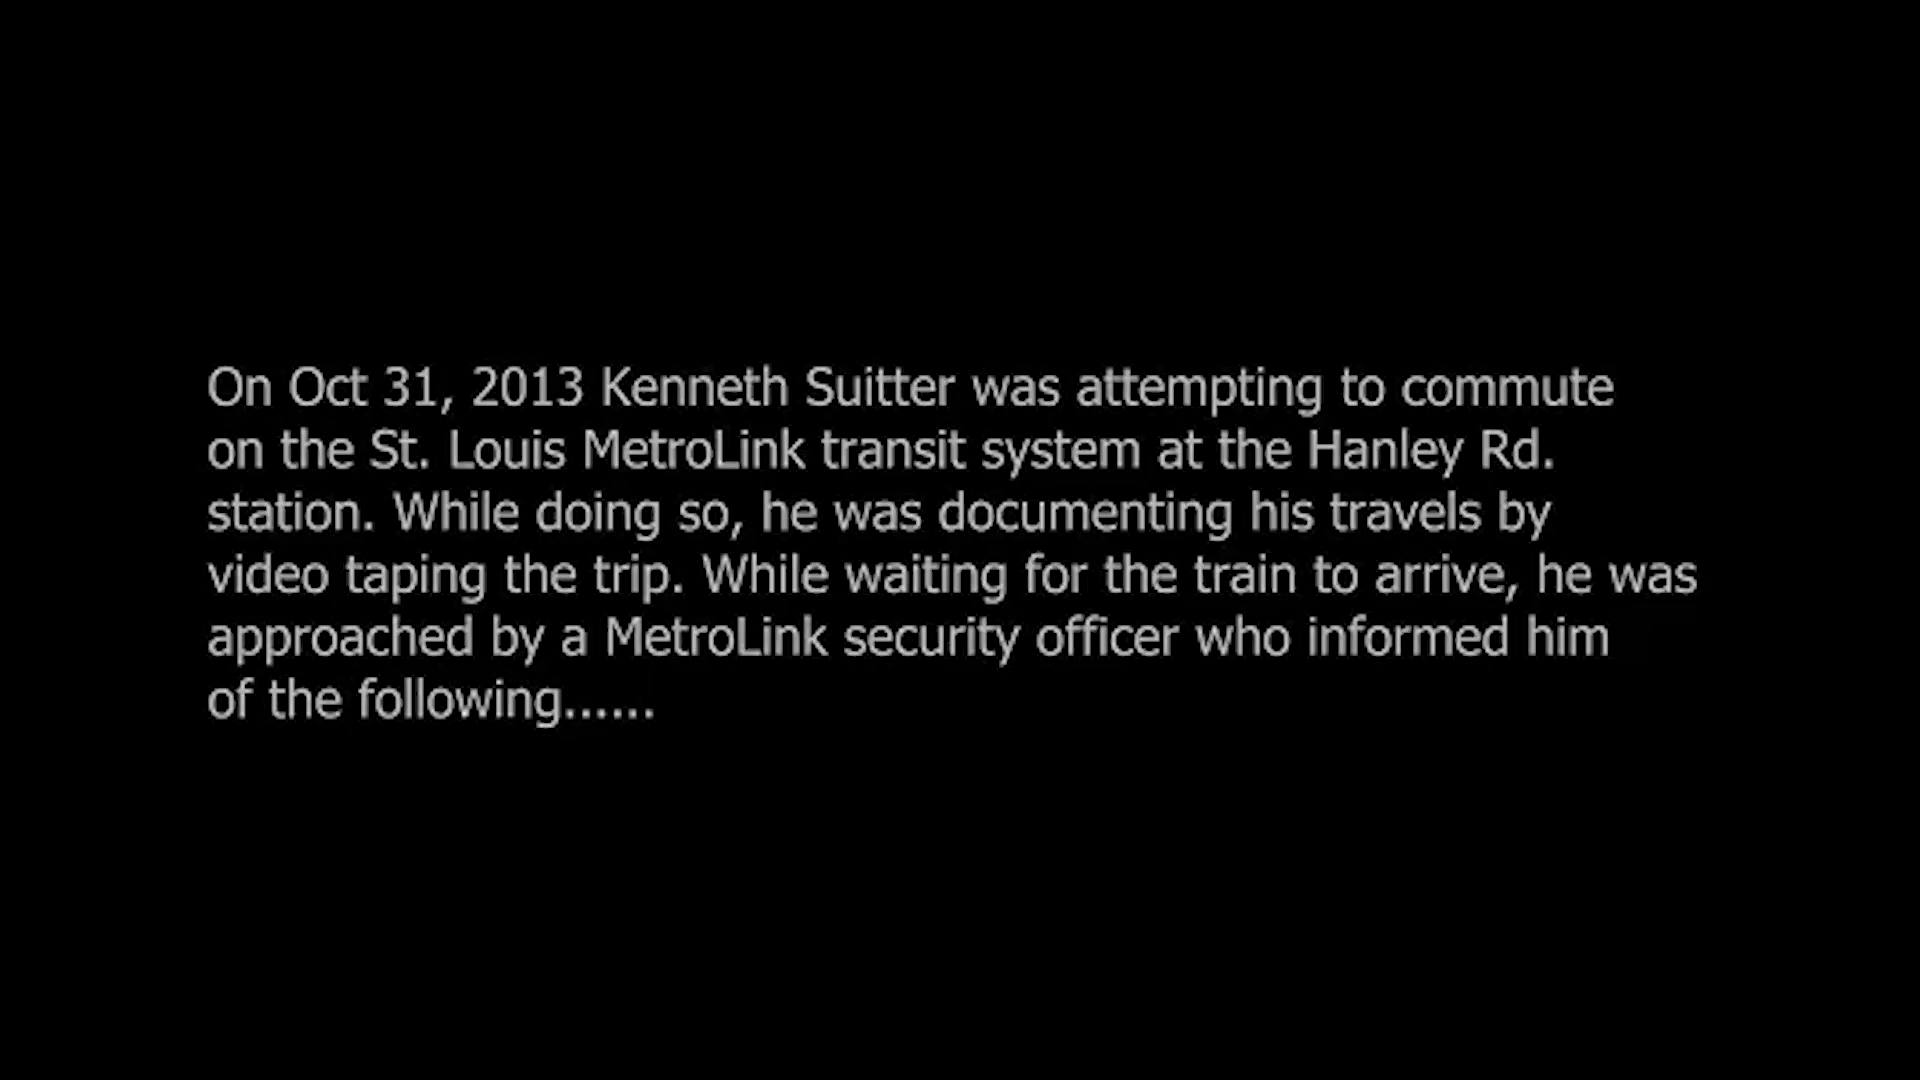 On Oct 31, 2013 Kenneth Suitter was attempting to commute
on the St. Louis MetroLink transit system at the Hanley Rd.
station. While doing so, he was documenting his travels by
video taping the trip. While waiting for the train to arrive, he was
approached by a MetroLink security officer who informed him
of the following......